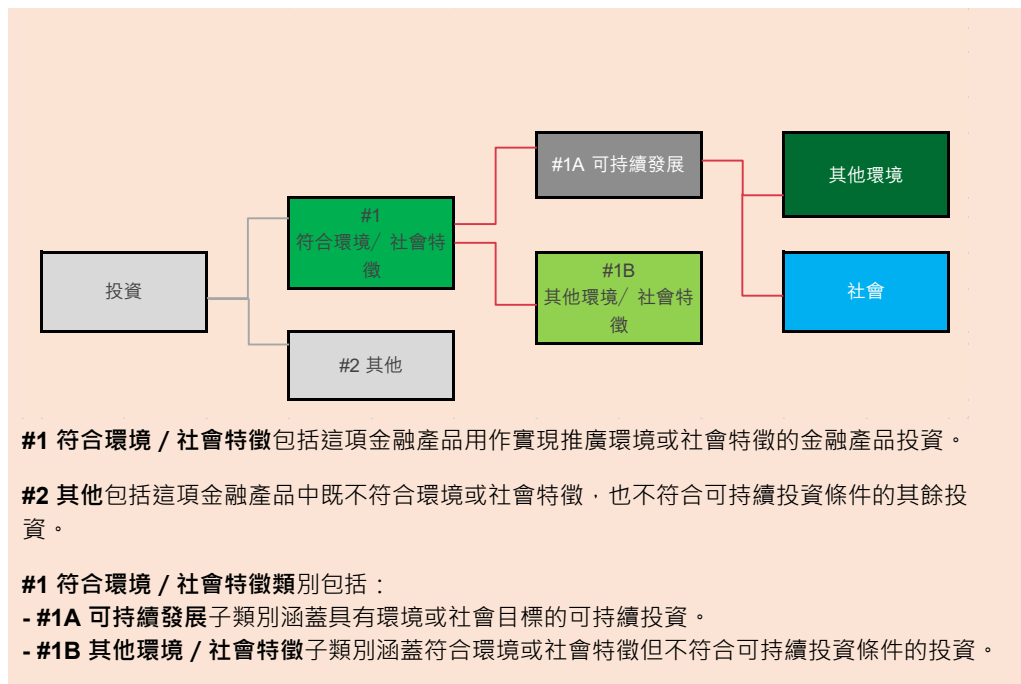 #1A 可持續發展
其他環境
#1
符合環境/ 社會特
徵
投資
#1B
其他環境/ 社會特
徵
社會
#2 其他
#1 符合環境 / 社會特徵包括這項金融產品用作實現推廣環境或社會特徵的金融產品投資。
#2 其他包括這項金融產品中既不符合環境或社會特徵，也不符合可持續投資條件的其餘投
資。
#1 符合環境 / 社會特徵類別包括：
- #1A 可持續發展子類別涵蓋具有環境或社會目標的可持續投資。
- #1B 其他環境 / 社會特徵子類別涵蓋符合環境或社會特徵但不符合可持續投資條件的投資。